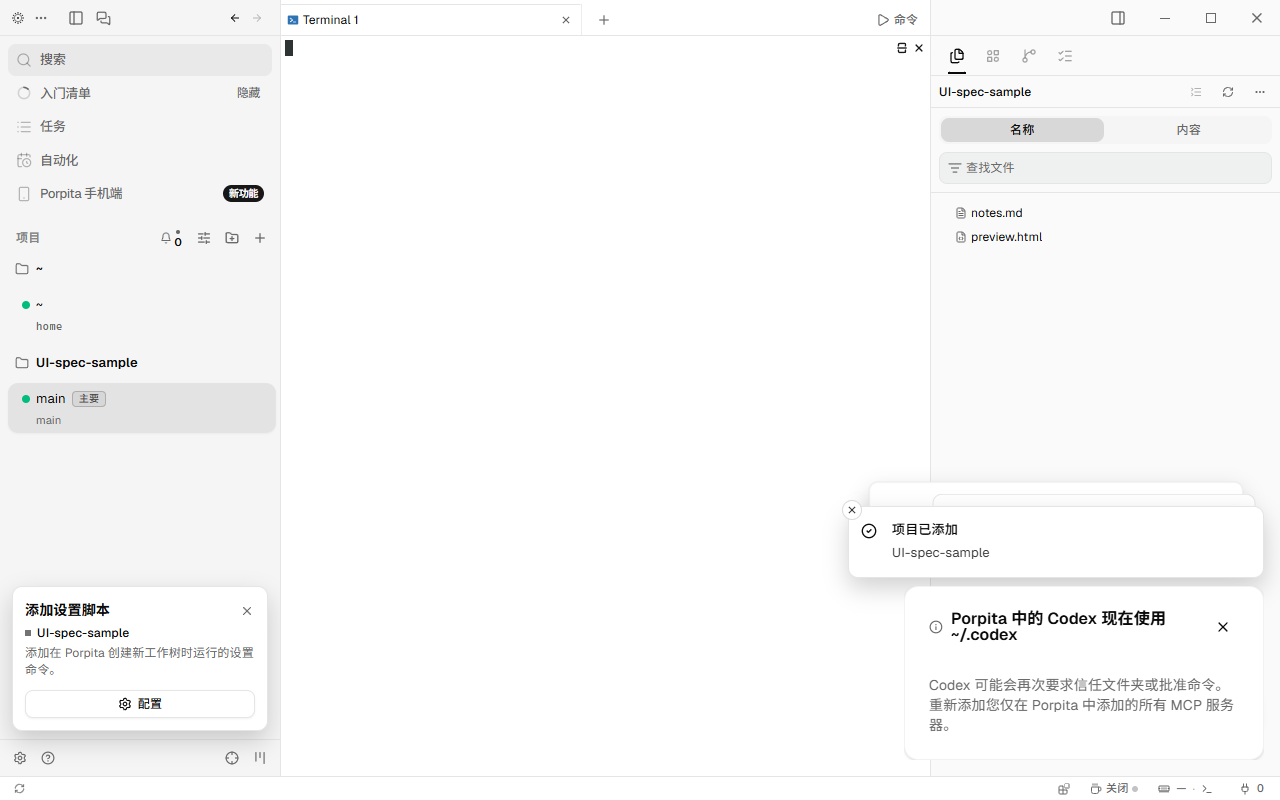 Terminal 1
命令
搜索
入门清单
隐藏
任务
自动化
Porpita 手机端
新功能
项目
0
~
~
home
UI-spec-sample
main
主要
main
添加设置脚本
UI-spec-sample
添加在 Porpita 创建新工作树时运行的设置
命令。
配置
UI-spec-sample
名称
内容
查找文件
notes.md
preview.html
项目已添加
UI-spec-sample
Porpita 中的 Codex 现在使用
~/.codex
Codex 可能会再次要求信任文件夹或批准命令。
重新添加您仅在 Porpita 中添加的所有 MCP 服务
器。
关闭
— ·
0